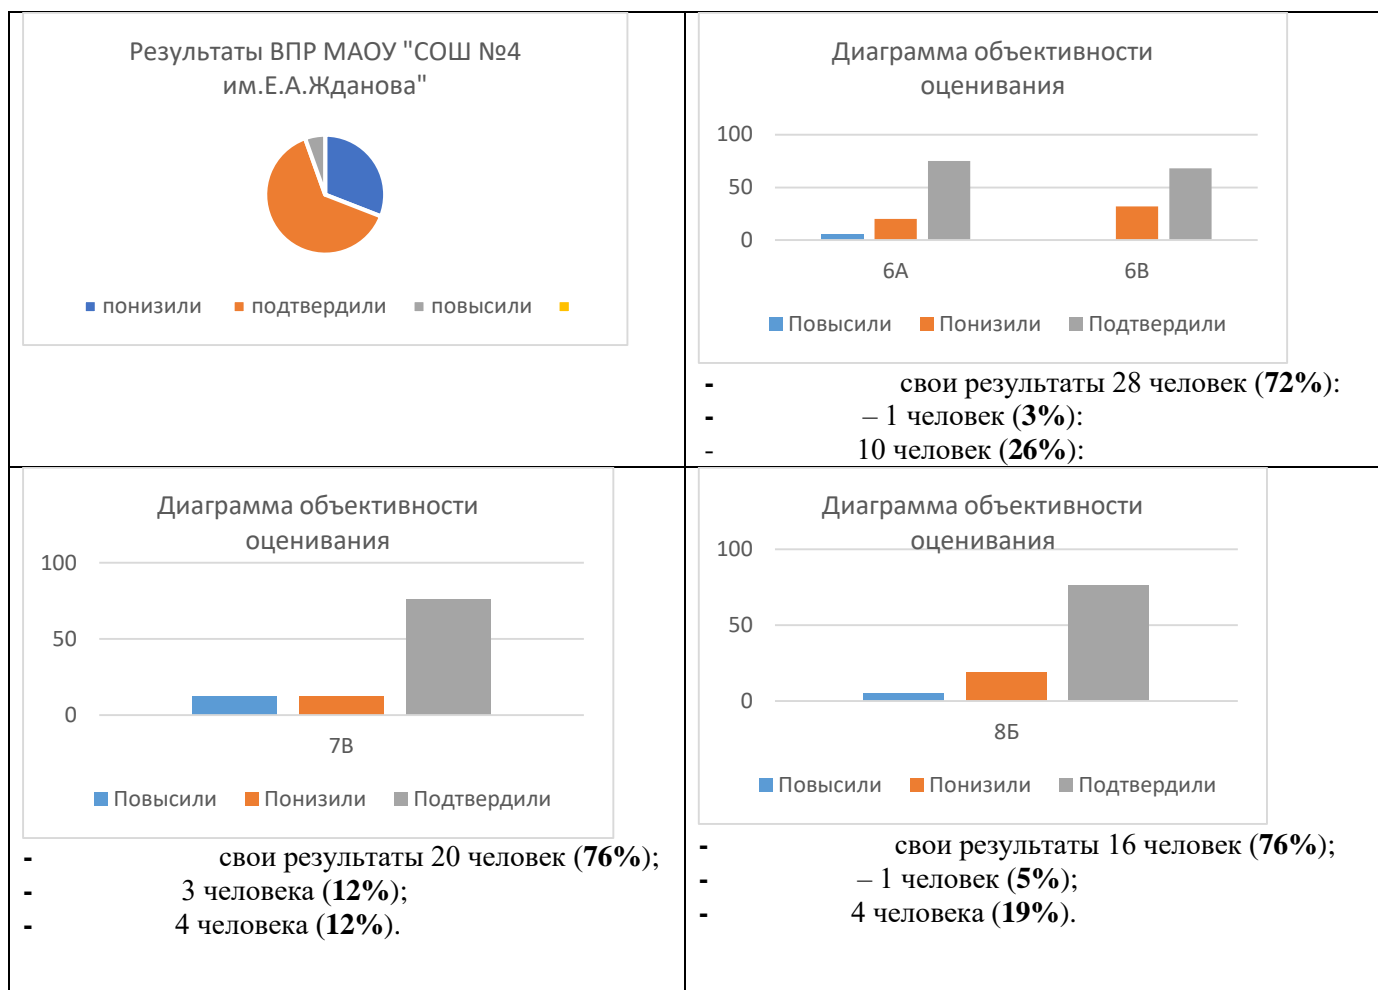 Результаты ВПР МАОУ "СОШ №4
им.Е.А.Жданова"
понизили подтвердили повысили
Диаграмма объективности
оценивания
100
50
0
6А 6В
Повысили Понизили Подтвердили
- свои результаты 28 человек (72%):
- – 1 человек (3%):
- 10 человек (26%):
Диаграмма объективности
оценивания
100
50
0
7В
Повысили Понизили Подтвердили
- свои результаты 20 человек (76%);
- 3 человека (12%);
- 4 человека (12%).
Диаграмма объективности
оценивания
100
50
0
8Б
Повысили Понизили Подтвердили
- свои результаты 16 человек (76%);
- – 1 человек (5%);
- 4 человека (19%).